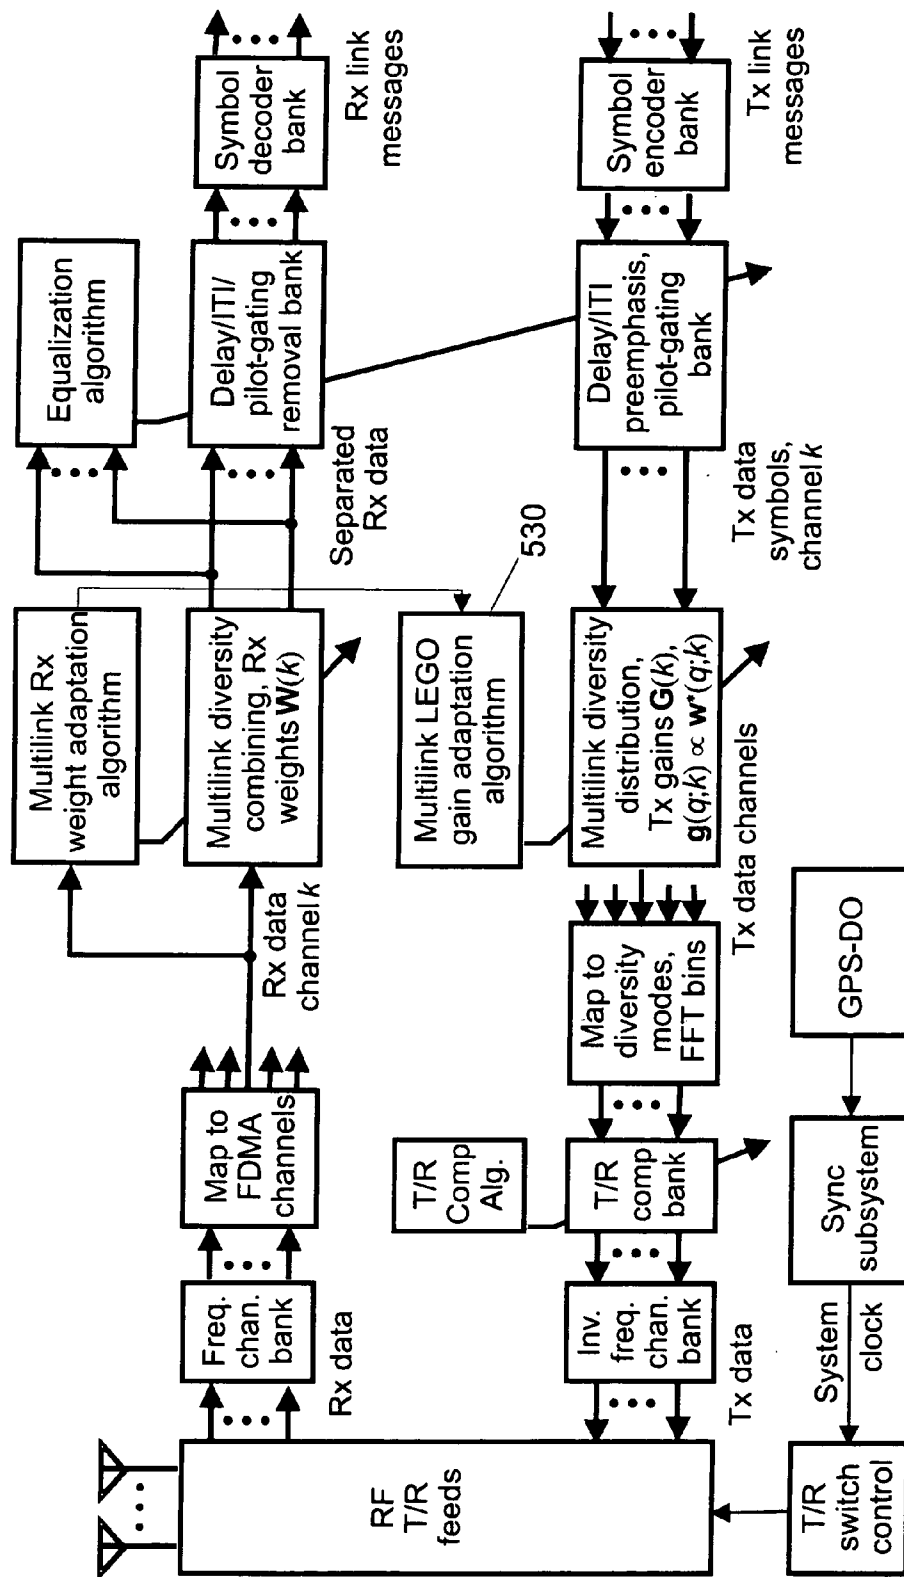 RF
T/R
feeds
Rx data
Freq.
chan.
bank
Map to
FDMA
channels
Rx data
channel k
Multilink Rx
weight adaptation
algorithm
Multilink diversity
combining, Rx
weights W(k)
Separated
Rx data
Equalization
algorithm
Delay/ITI/
pilot-gating
removal bank
Symbol
decoder
bank
Rx link
messages
Tx data
Inv.
freq.
chan.
bank
T/R
Comp
Alg.
T/R
comp
bank
Map to
diversity
modes,
FFT bins
Tx data channels
Multilink LEGO
gain adaptation
algorithm
530
Multilink diversity
distribution,
Tx gains G(k),
g(q;k) ∝ w*(q;k)
Tx data
symbols,
channel k
Delay/ITI
preemphasis,
pilot-gating
bank
Symbol
encoder
bank
Tx link
messages
T/R
switch
control
System
clock
Sync
subsystem
GPS-DO